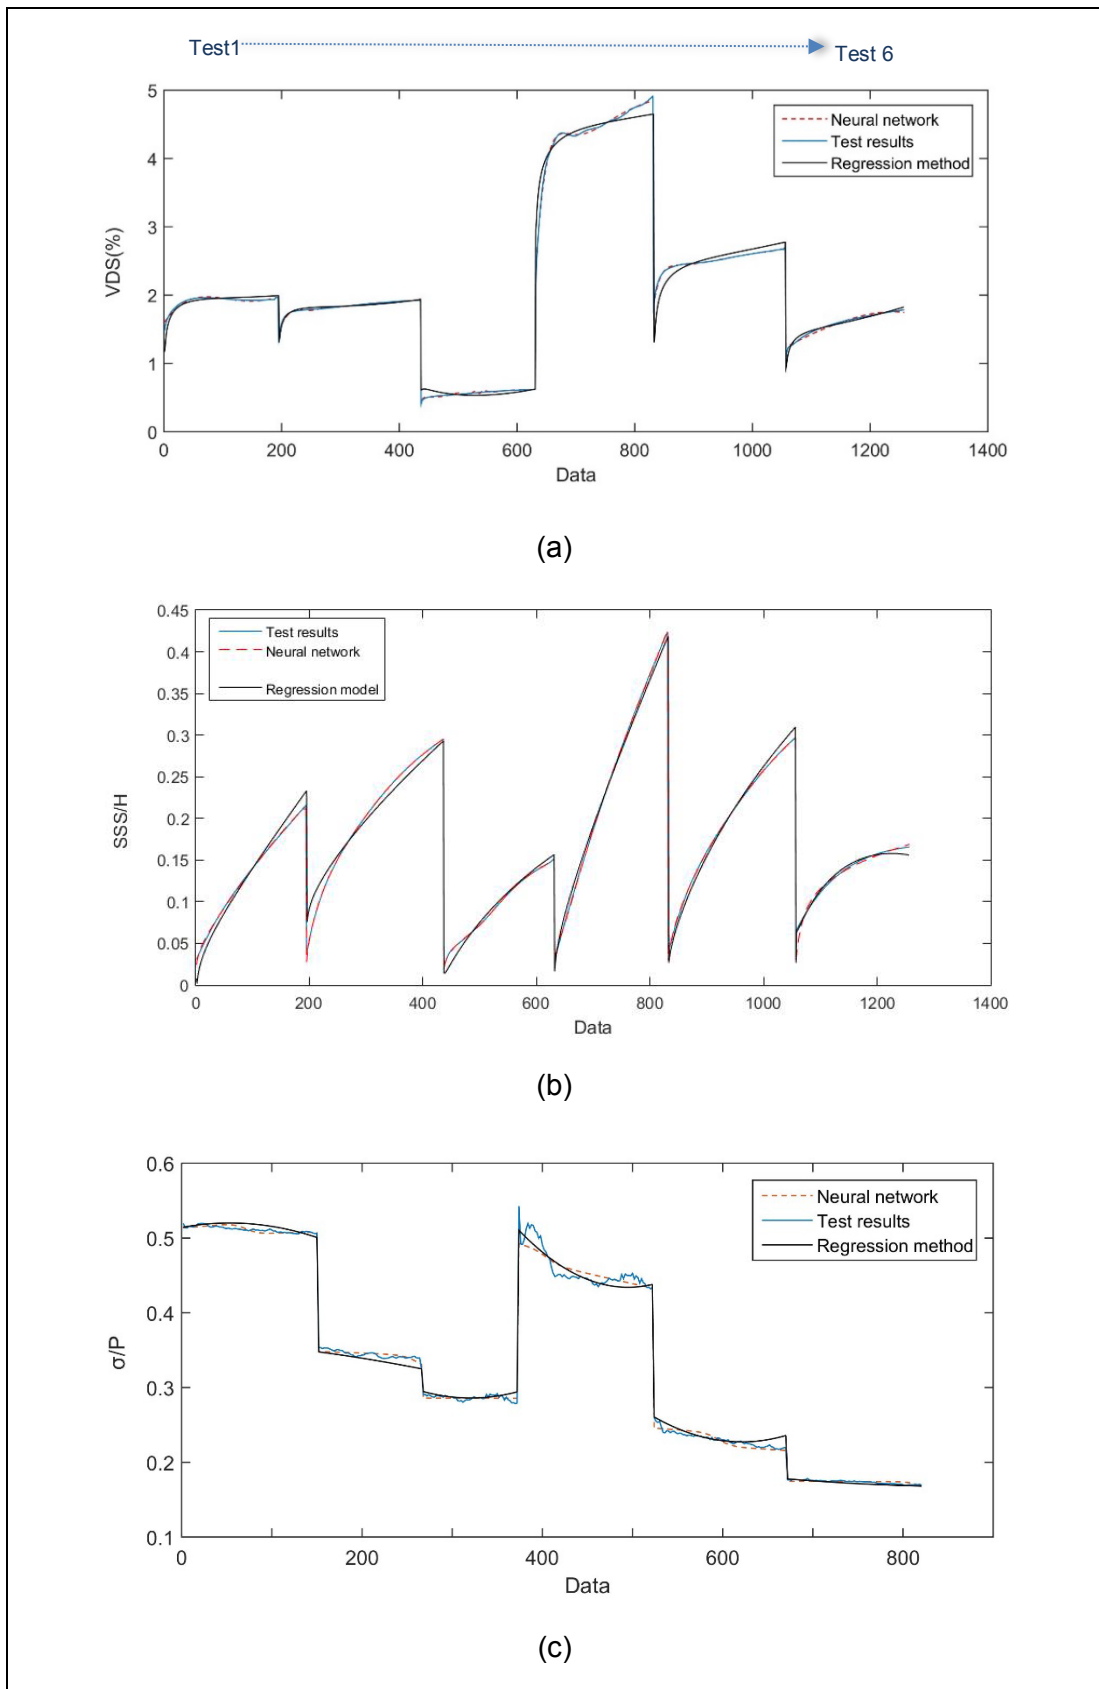 Test1
Test 6
5
4
3
2
1
0
VDS(%)
Neural network
Test results
Regression method
0 200 400 600 800 1000 1200 1400
Data
(a)
0.45
0.4
0.35
0.3
0.25
0.2
0.15
0.1
0.05
0
SSS/H
Test results
Neural network
Regression model
0 200 400 600 800 1000 1200 1400
Data
(b)
0.6
0.5
0.4
0.3
0.2
0.1
σ/P
Neural network
Test results
Regression method
0 200 400 600 800
Data
(c)